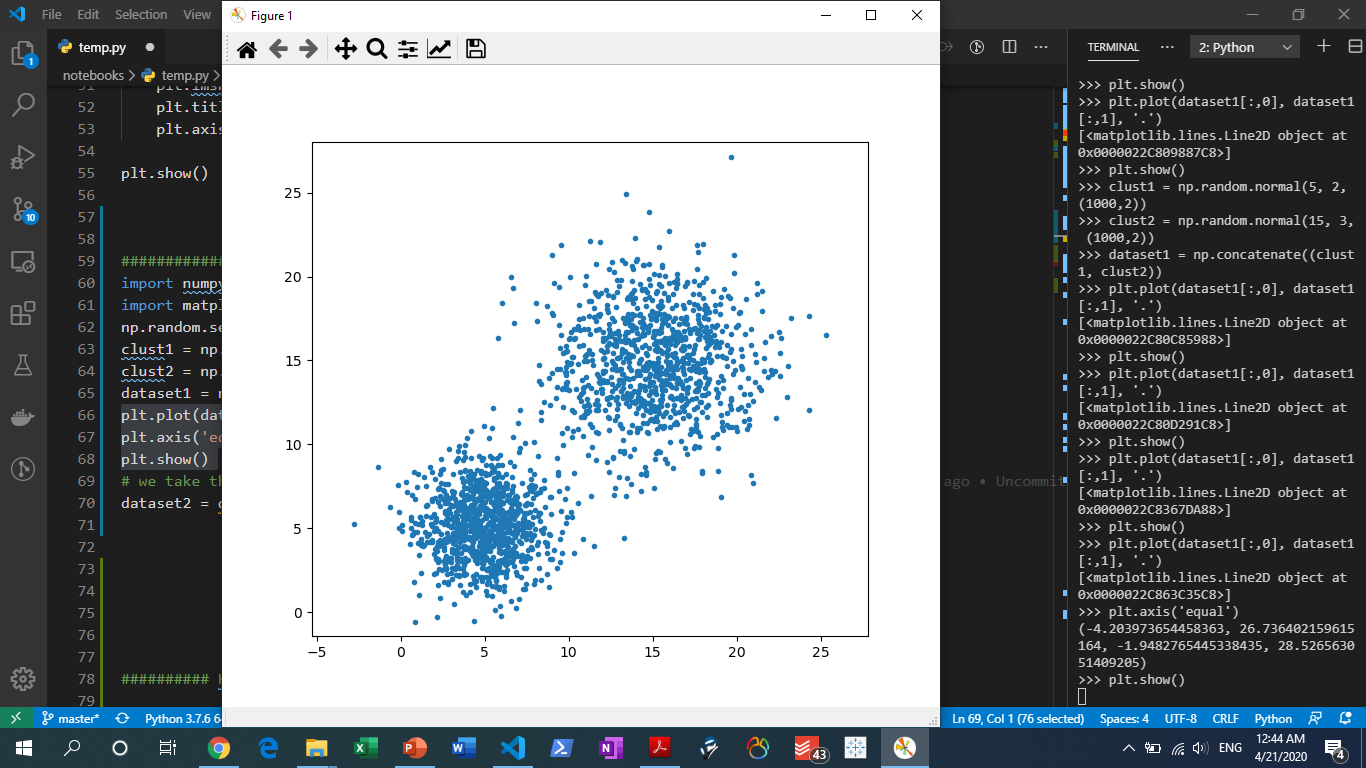 File Edit Selection View
Figure 1
temp.py
notebooks > temp.py >
52 plt.titl
53 plt.axis
54
55 plt.show()
56
57
58
59 ############
60 import numpy
61 import matpl
62 np.random.se
63 clust1 = np.
64 clust2 = np.
65 dataset1 = n
66 plt.plot(dat
67 plt.axis('eq
68 plt.show()
69 # we take th
70 dataset2 =
71
72
73
74
75
76
77
78 ##########
79
25
20
15
10
5
0
−5 0 5 10 15 20 25
ago • Uncommit
TERMINAL ··· 2: Python
>>> plt.show()
>>> plt.plot(dataset1[:,0], dataset1
[:,1], '.')
[<matplotlib.lines.Line2D object at
0x0000022C809887C8>]
>>> plt.show()
>>> clust1 = np.random.normal(5, 2,
(1000,2))
>>> clust2 = np.random.normal(15, 3,
(1000,2))
>>> dataset1 = np.concatenate((clust
1, clust2))
>>> plt.plot(dataset1[:,0], dataset1
[:,1], '.')
[<matplotlib.lines.Line2D object at
0x0000022C80C85988>]
>>> plt.show()
>>> plt.plot(dataset1[:,0], dataset1
[:,1], '.')
[<matplotlib.lines.Line2D object at
0x0000022C80D291C8>]
>>> plt.show()
>>> plt.plot(dataset1[:,0], dataset1
[:,1], '.')
[<matplotlib.lines.Line2D object at
0x0000022C8367DA88>]
>>> plt.show()
>>> plt.plot(dataset1[:,0], dataset1
[:,1], '.')
[<matplotlib.lines.Line2D object at
0x0000022C863C35C8>]
>>> plt.axis('equal')
(-4.203973654458363, 26.736402159615
164, -1.9482765445338435, 28.5265630
51409205)
>>> plt.show()
master* Python 3.7.6 6 Ln 69, Col 1 (76 selected) Spaces: 4 UTF-8 CRLF Python
1
10
43
ENG
12:44 AM
4/21/2020
4